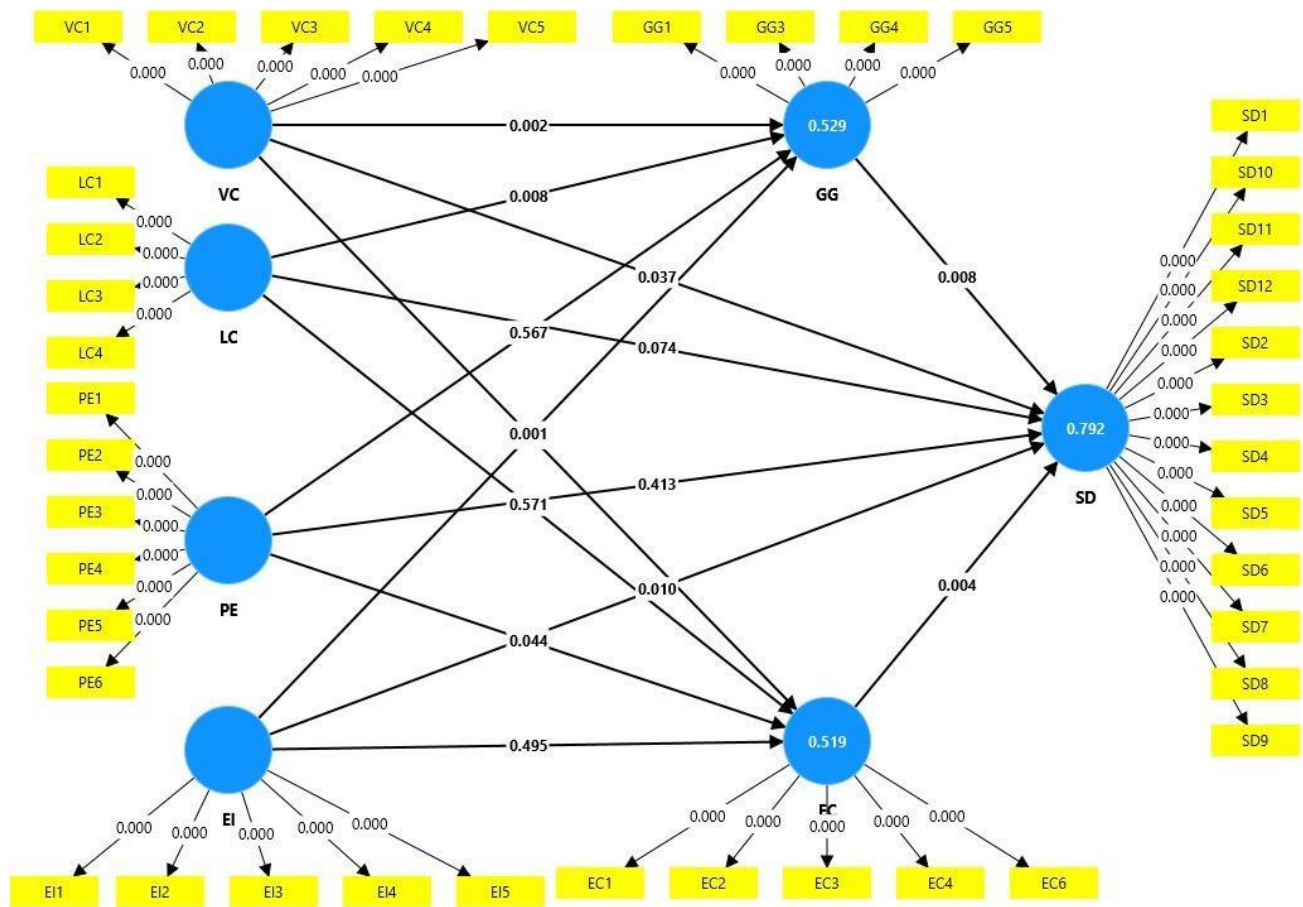 VC1
VC2
VC3
VC4
VC5
GG1
GG3
GG4
GG5
0.000
0.000
0.000
0.000
0.000
0.000
0.000
0.000
0.000
VC
0.002
0.529
GG
SD1
SD10
SD11
SD12
SD2
SD3
SD4
SD5
SD6
SD7
SD8
SD9
LC1
LC2
LC3
LC4
0.000
0.000
0.000
0.000
LC
0.008
0.037
0.008
0.567
0.074
0.000
0.000
0.000
0.000
0.000
0.000
0.000
0.000
0.000
0.000
0.000
0.000
0.792
SD
PE1
PE2
PE3
PE4
PE5
PE6
0.000
0.000
0.000
0.000
0.000
0.000
PE
0.001
0.413
0.571
0.010
0.004
0.044
0.495
0.519
EC
EI
0.000
0.000
0.000
0.000
0.000
0.000
0.000
0.000
0.000
0.000
EI1
EI2
EI3
EI4
EI5
EC1
EC2
EC3
EC4
EC6